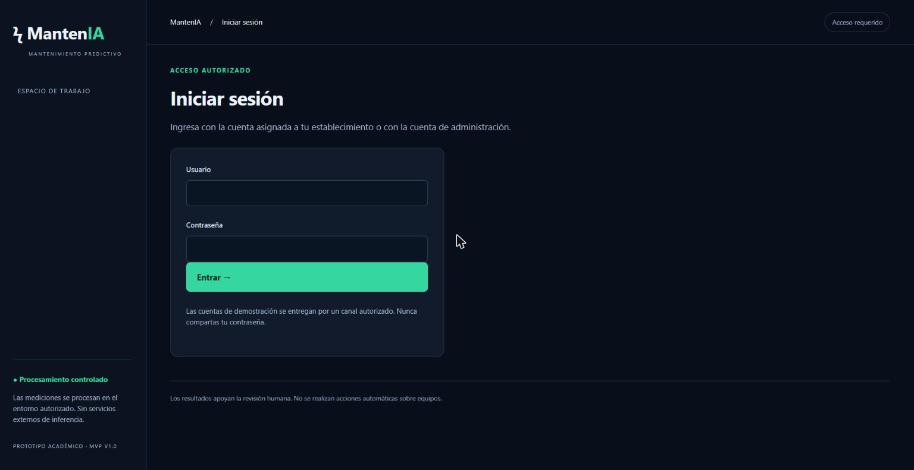 MantenIA
MANTENIMIENTO PREDICTIVO
ESPACIO DE TRABAJO
● Procesamiento controlado
Las mediciones se procesan en el
entorno autorizado. Sin servicios
externos de inferencia.
PROTOTIPO ACADÉMICO · MVP V1.0
MantenIA / Iniciar sesión
Acceso requerido
ACCESO AUTORIZADO
Iniciar sesión
Ingresa con la cuenta asignada a tu establecimiento o con la cuenta de administración.
Usuario
Contraseña
Entrar →
Las cuentas de demostración se entregan por un canal autorizado. Nunca
compartas tu contraseña.
Los resultados apoyan la revisión humana. No se realizan acciones automáticas sobre equipos.